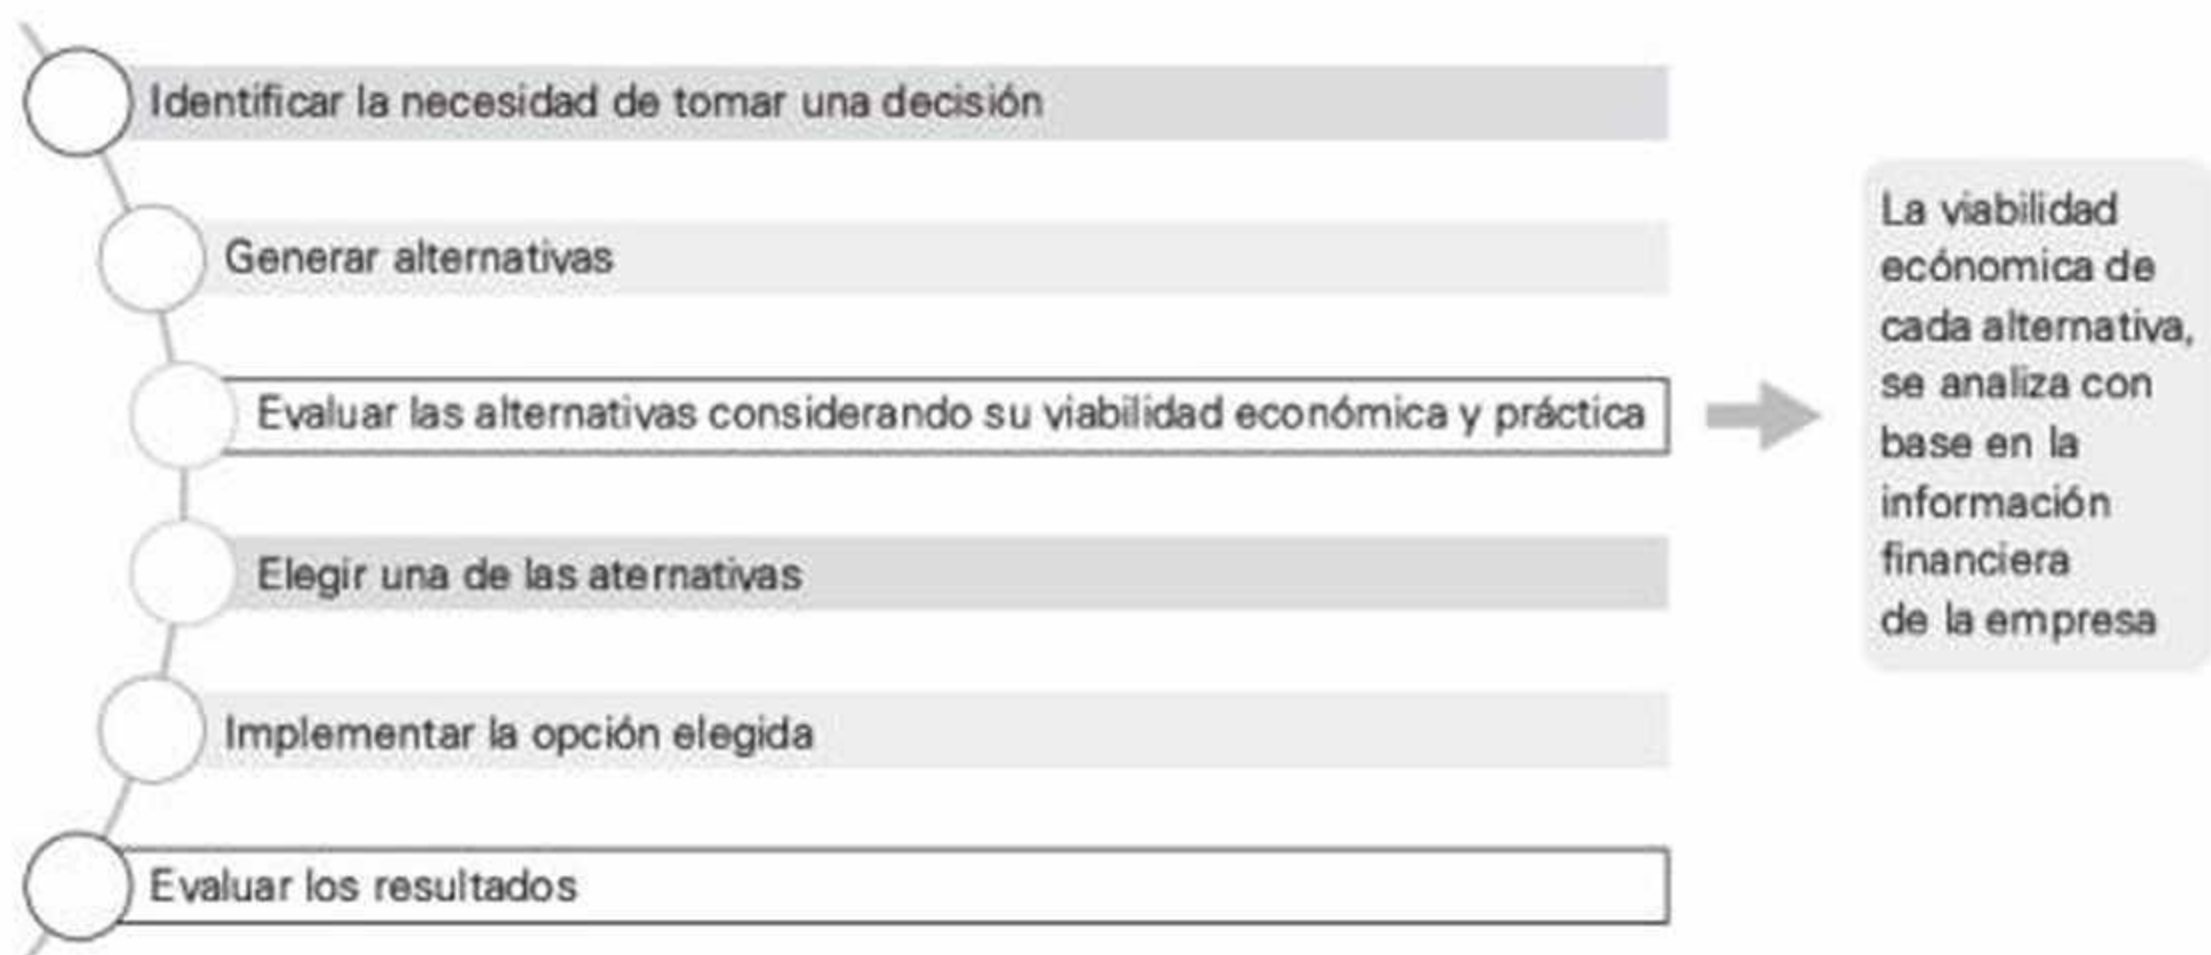 Identificar la necesidad de tomar una decisión
Generar alternativas
Evaluar las alternativas considerando su viabilidad económica y práctica
Elegir una de las aternativas
Implementar la opción elegida
Evaluar los resultados
La viabilidad
ecónomica de
cada alternativa,
se analiza con
base en la
información
financiera
de la empresa